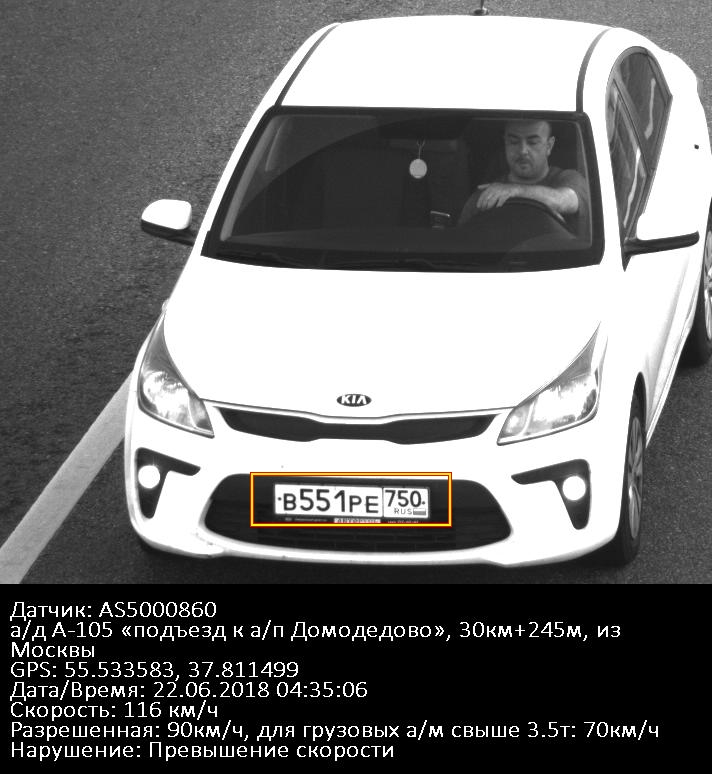 KIA
В551РЕ 750
RUS
Датчик: AS5000860
а/д А-105 «подъезд к а/п Домодедово», 30км+245м, из
Москвы
GPS: 55.533583, 37.811499
Дата/Время: 22.06.2018 04:35:06
Скорость: 116 км/ч
Разрешенная: 90км/ч, для грузовых а/м свыше 3.5т: 70км/ч
Нарушение: Превышение скорости